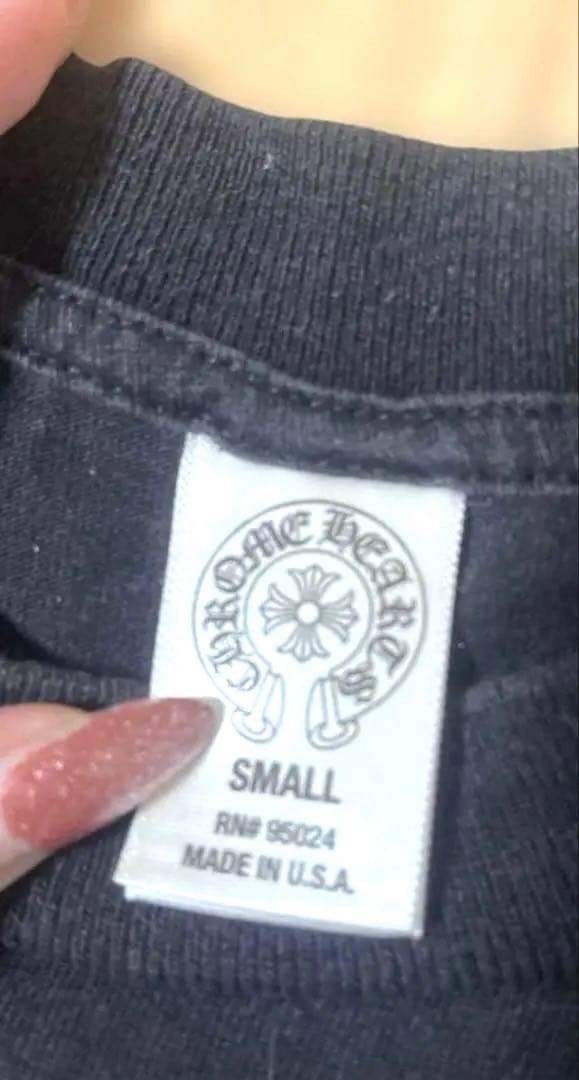 CHROME HEARTS
SMALL
RN# 95024
MADE IN U.S.A.